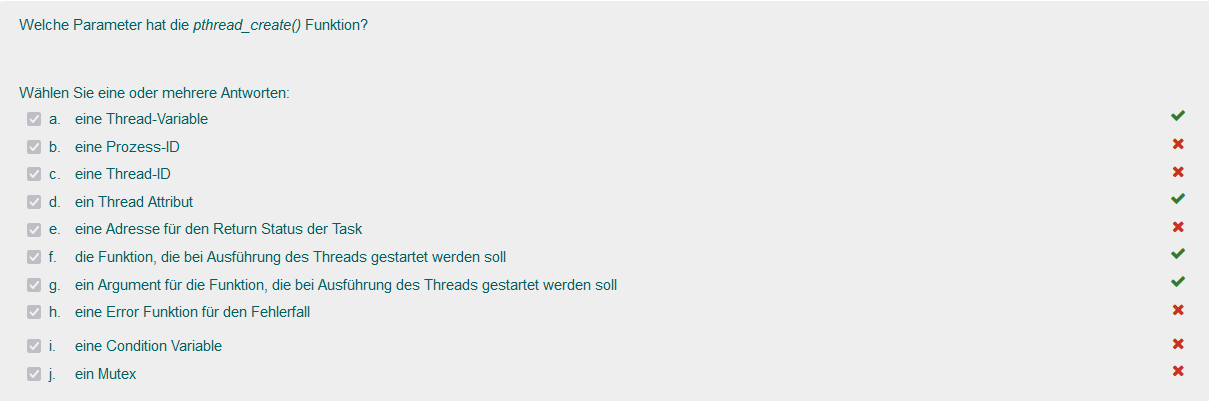 Welche Parameter hat die pthread_create() Funktion?
Wählen Sie eine oder mehrere Antworten:
a. eine Thread-Variable
b. eine Prozess-ID
c. eine Thread-ID
d. ein Thread Attribut
e. eine Adresse für den Return Status der Task
f. die Funktion, die bei Ausführung des Threads gestartet werden soll
g. ein Argument für die Funktion, die bei Ausführung des Threads gestartet werden soll
h. eine Error Funktion für den Fehlerfall
i. eine Condition Variable
j. ein Mutex